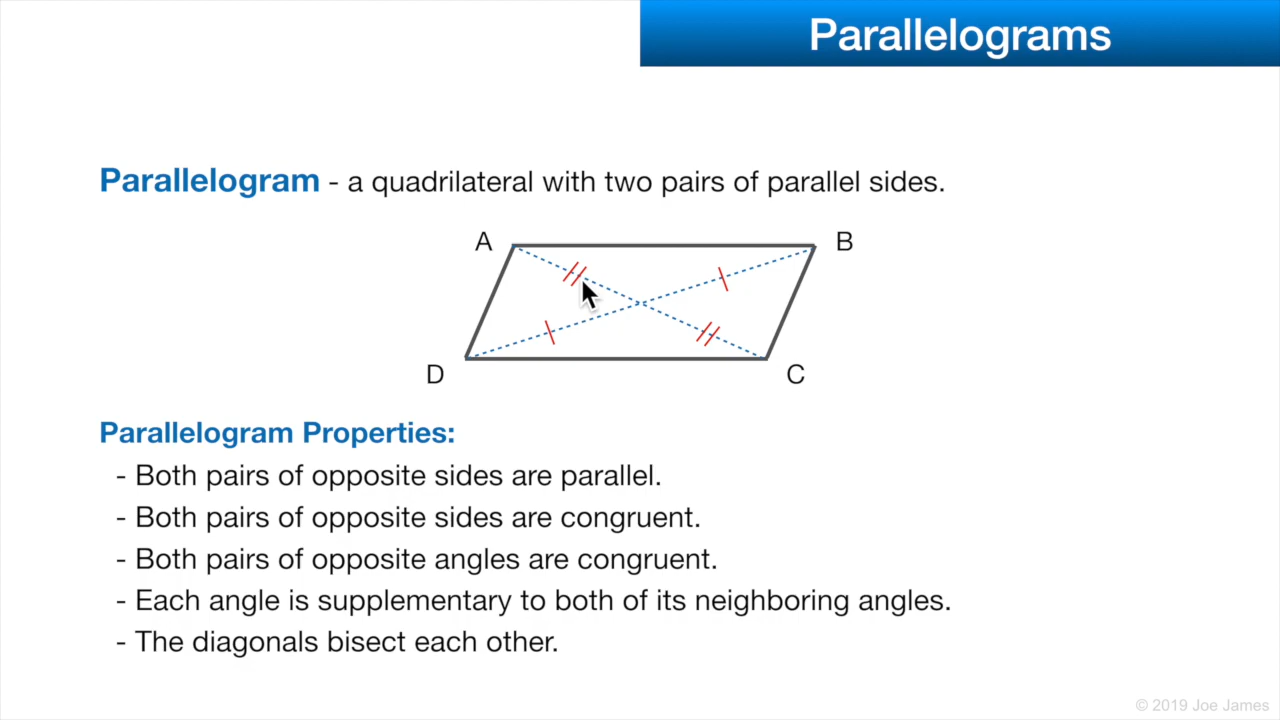 Parallelograms
Parallelogram - a quadrilateral with two pairs of parallel sides.
A
B
D
C
Parallelogram Properties:
- Both pairs of opposite sides are parallel.
- Both pairs of opposite sides are congruent.
- Both pairs of opposite angles are congruent.
- Each angle is supplementary to both of its neighboring angles.
- The diagonals bisect each other.
© 2019 Joe James